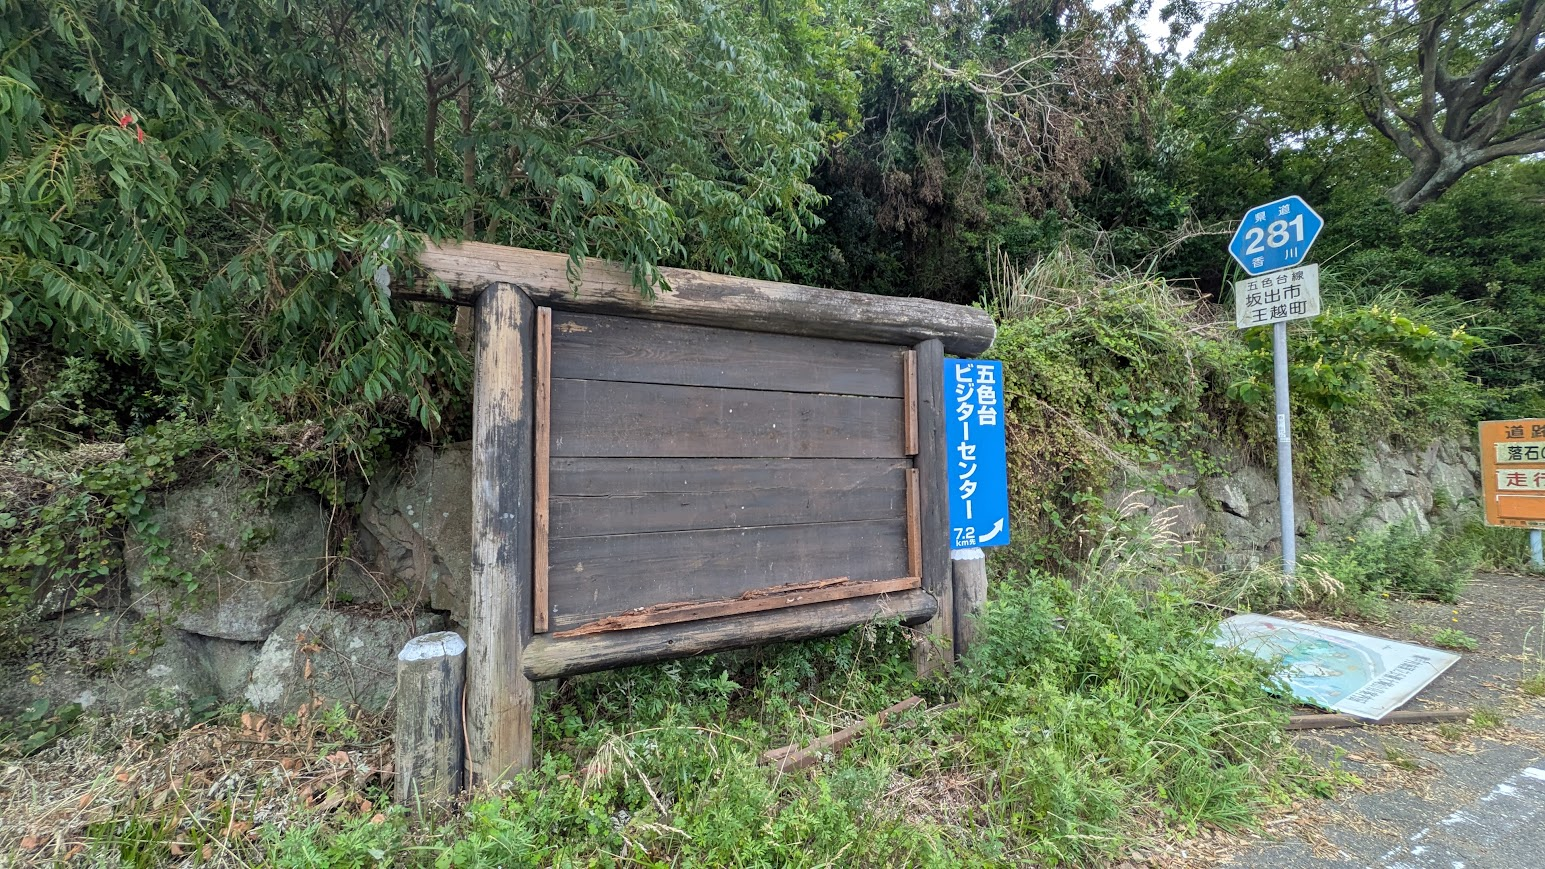 五色台
ビジターセンター
7.2
km先
県道
281
香川
五色台線
坂出市
王越町
道路
落石の
走行